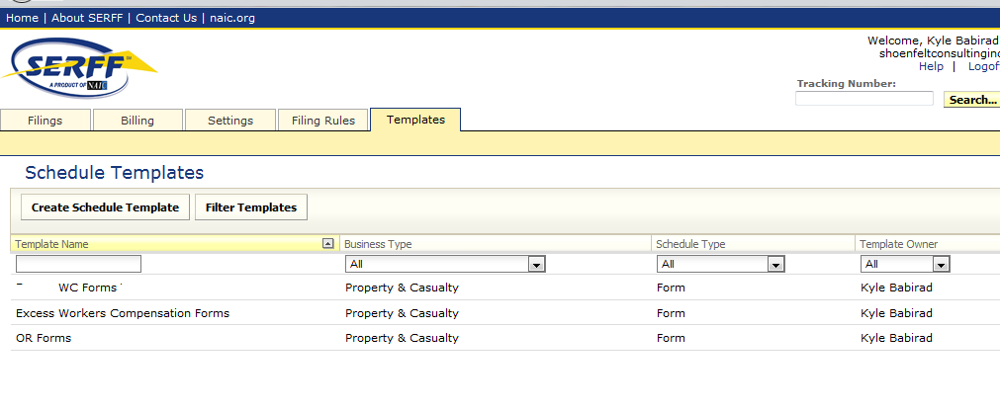 Home | About SERFF | Contact Us | naic.org
SERFF™
A PRODUCT OF NAIC
Welcome, Kyle Babirad
shoenfeltconsultinginc
Help | Logoff
Tracking Number:
Search...
Filings Billing Settings Filing Rules Templates
Schedule Templates
Create Schedule Template Filter Templates
Template Name Business Type Schedule Type Template Owner
All All All
WC Forms Property & Casualty Form Kyle Babirad
Excess Workers Compensation Forms Property & Casualty Form Kyle Babirad
OR Forms Property & Casualty Form Kyle Babirad